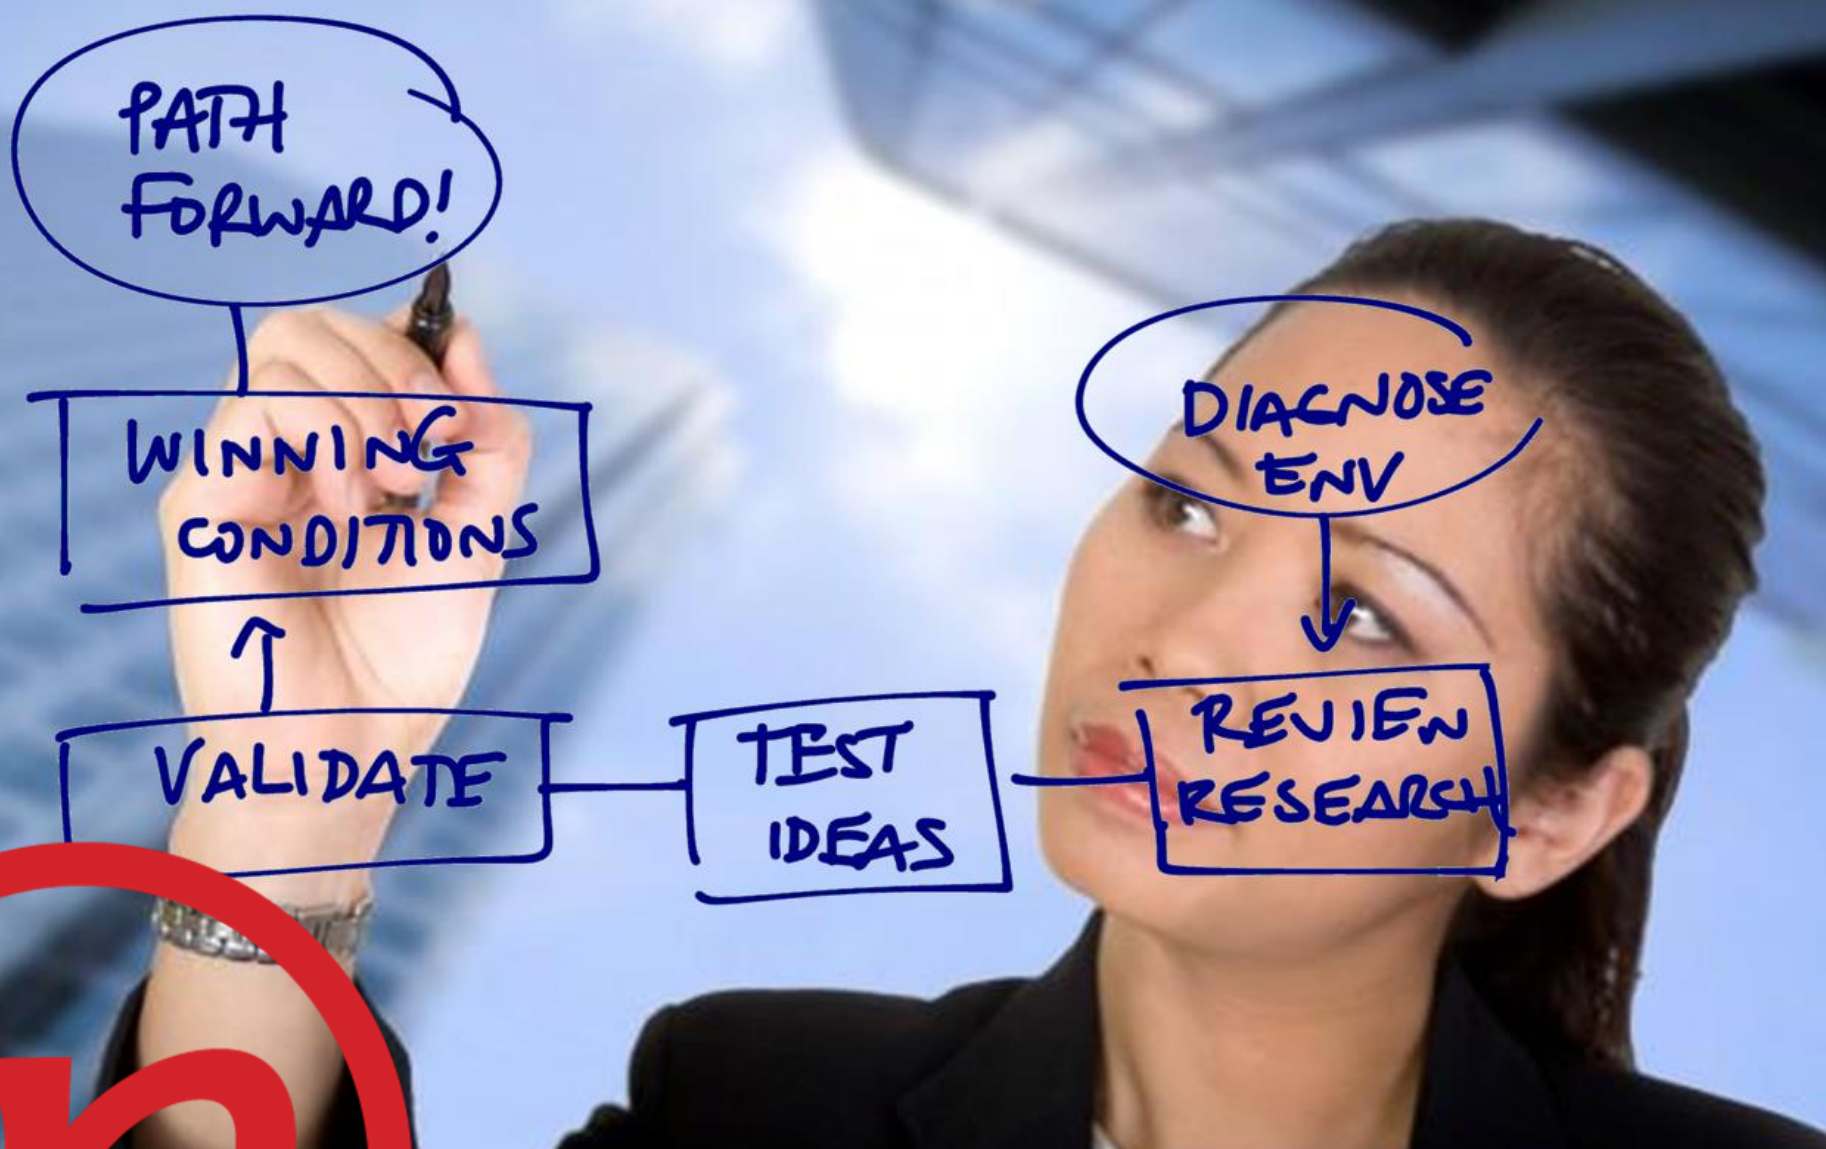 PATH
FORWARD!
WINNING
CONDITIONS
VALIDATE
TEST
IDEAS
DIAGNOSE
ENV
REVIEW
RESEARCH
n